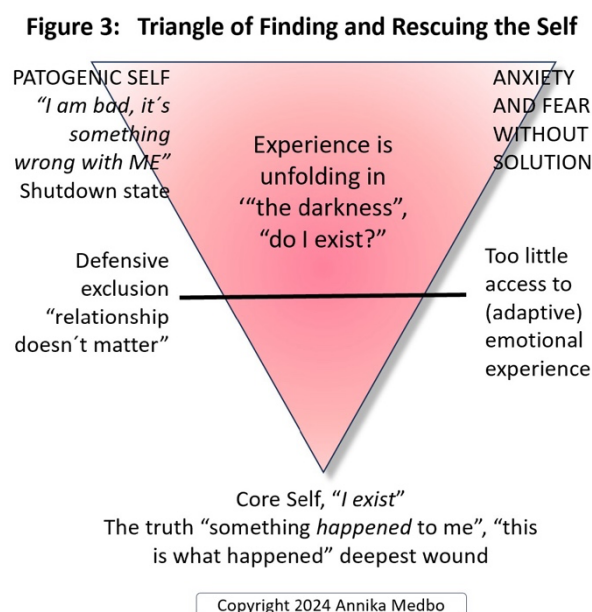 Figure 3: Triangle of Finding and Rescuing the Self
PATOGENIC SELF
“I am bad, it´s
something
wrong with ME”
Shutdown state
ANXIETY
AND FEAR
WITHOUT
SOLUTION
Experience is
unfolding in
‘“the darkness”,
“do I exist?”
Defensive
exclusion
“relationship
doesn´t matter”
Too little
access to
(adaptive)
emotional
experience
Core Self, “I exist”
The truth “something happened to me”, “this
is what happened” deepest wound
Copyright 2024 Annika Medbo